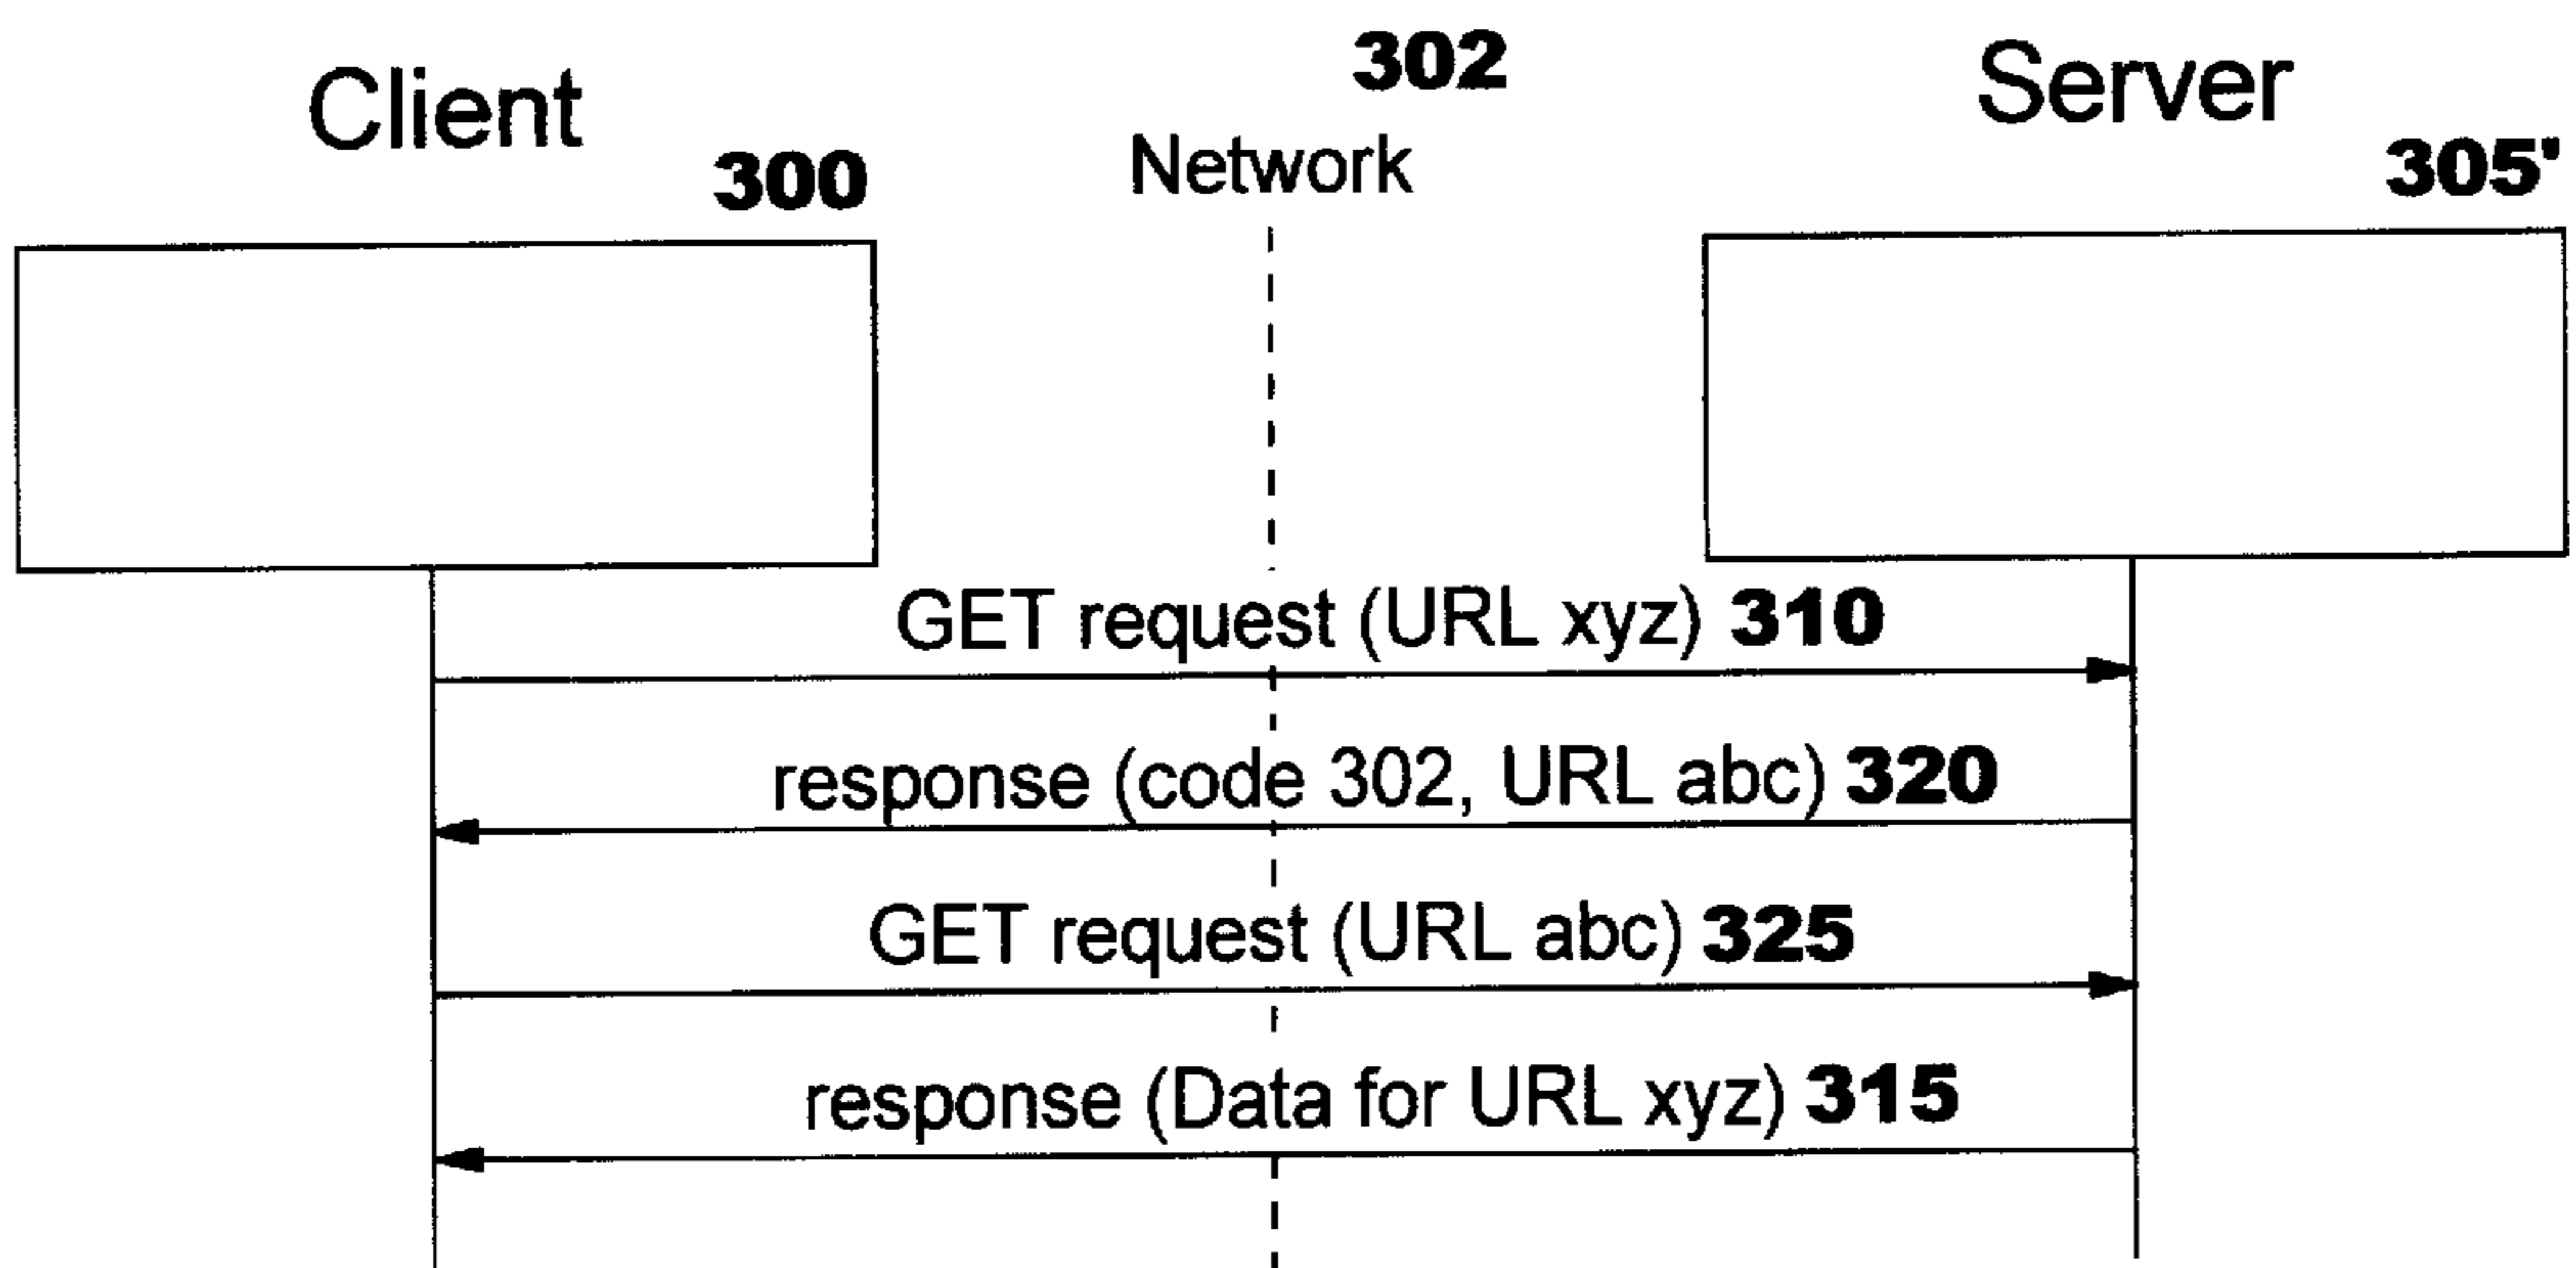 Client
300
302
Network
Server
305'
GET request (URL xyz) 310
response (code 302, URL abc) 320
GET request (URL abc) 325
response (Data for URL xyz) 315